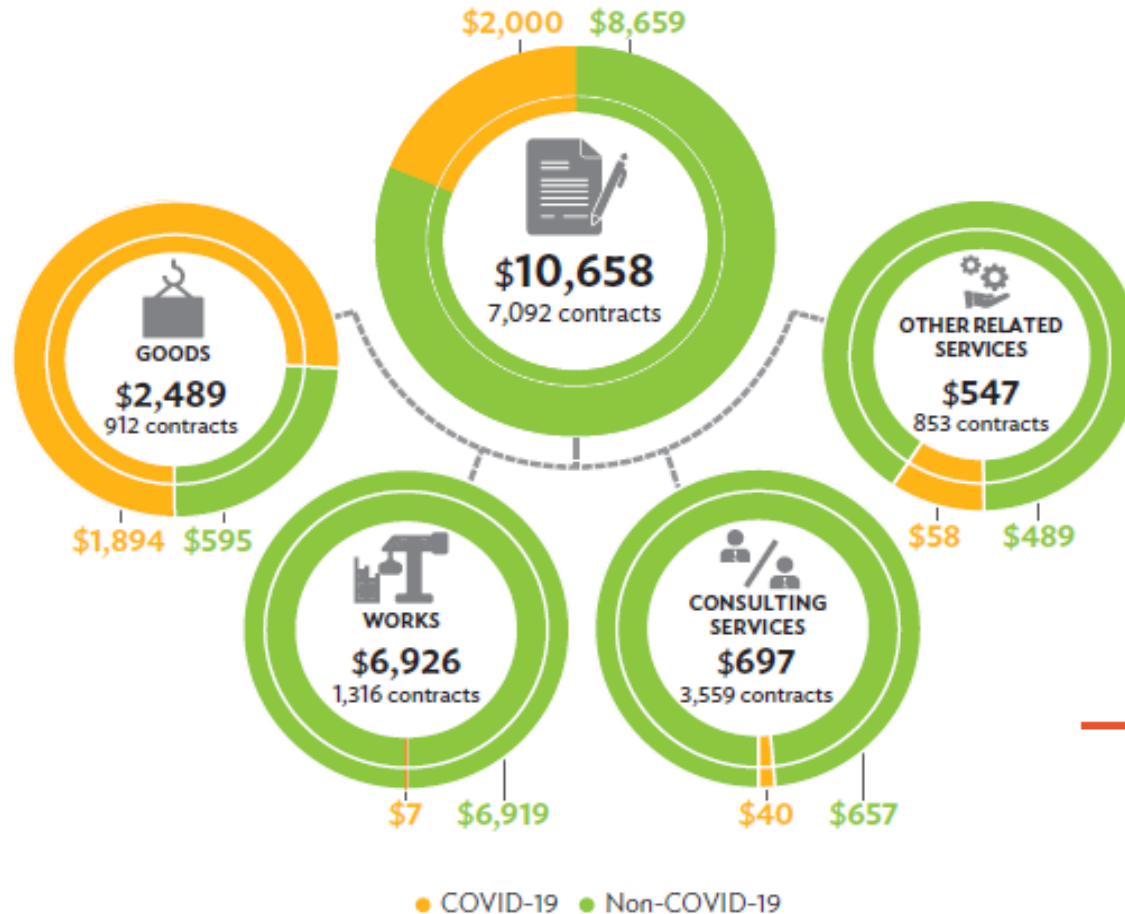 $2,000 $8,659
$10,658
7,092 contracts
GOODS
$2,489
912 contracts
$1,894 $595
OTHER RELATED
SERVICES
$547
853 contracts
$58 $489
WORKS
$6,926
1,316 contracts
$7 $6,919
CONSULTING
SERVICES
$697
3,559 contracts
$40 $657
COVID-19 Non-COVID-19